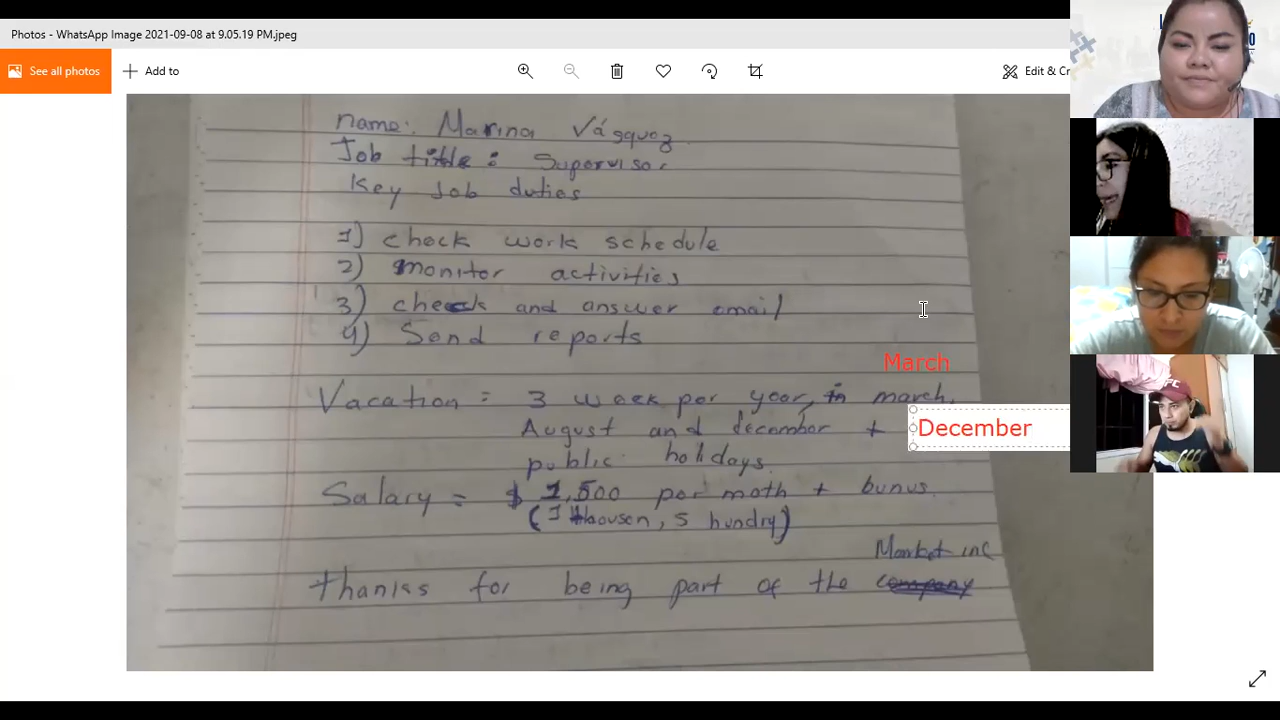 Photos - WhatsApp Image 2021-09-08 at 9.05.19 PM.jpeg
See all photos
Add to
Edit & Cr
name: Marina Vásquez
Job title: Supervisor
Key Job duties
1) check work schedule
2) monitor activities
3) check and answer email
4) Send reports
March
Vacation = 3 week per year, in march,
August and december +
December
public holidays.
Salary = $ 1,500 per moth + bunus.
(1 thousen, 5 hundry)
Market inc
thanks for being part of the company